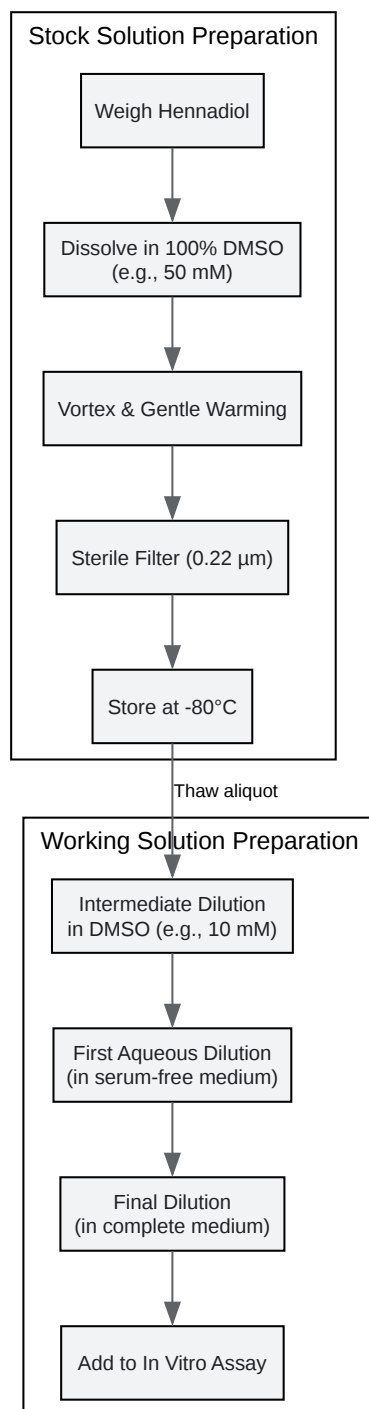 Stock Solution Preparation
Weigh Hennadiol
Dissolve in 100% DMSO
(e.g., 50 mM)
Vortex & Gentle Warming
Sterile Filter (0.22 µm)
Store at -80°C
Thaw aliquot
Working Solution Preparation
Intermediate Dilution
in DMSO (e.g., 10 mM)
First Aqueous Dilution
(in serum-free medium)
Final Dilution
(in complete medium)
Add to In Vitro Assay